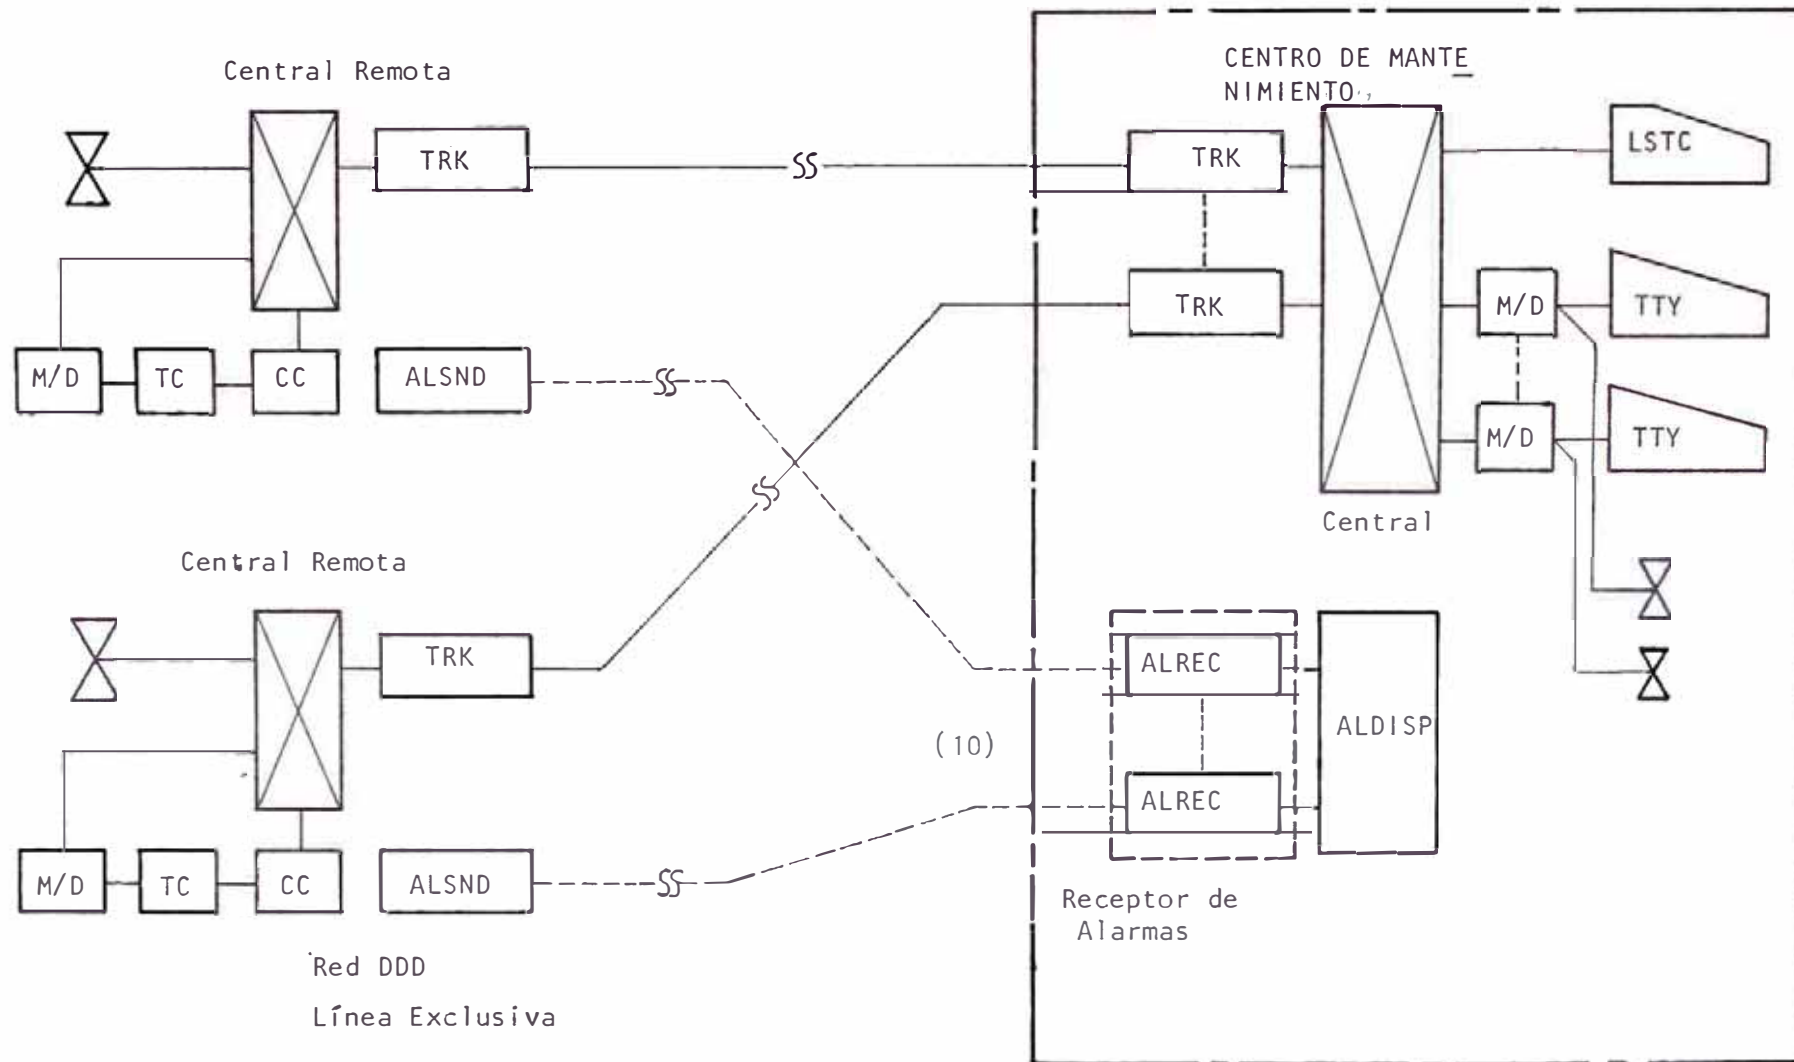 Central Remota
CENTRO DE MANTE
NIMIENTO
TRK
TRK
LSTC
TRK
M/D
TTY
M/D
TC
CC
ALSND
M/D
TTY
Central
Central Remota
TRK
ALREC
ALDISP
(10)
ALREC
M/D
TC
CC
ALSND
Receptor de
Alarmas
Red DDD
Línea Exclusiva